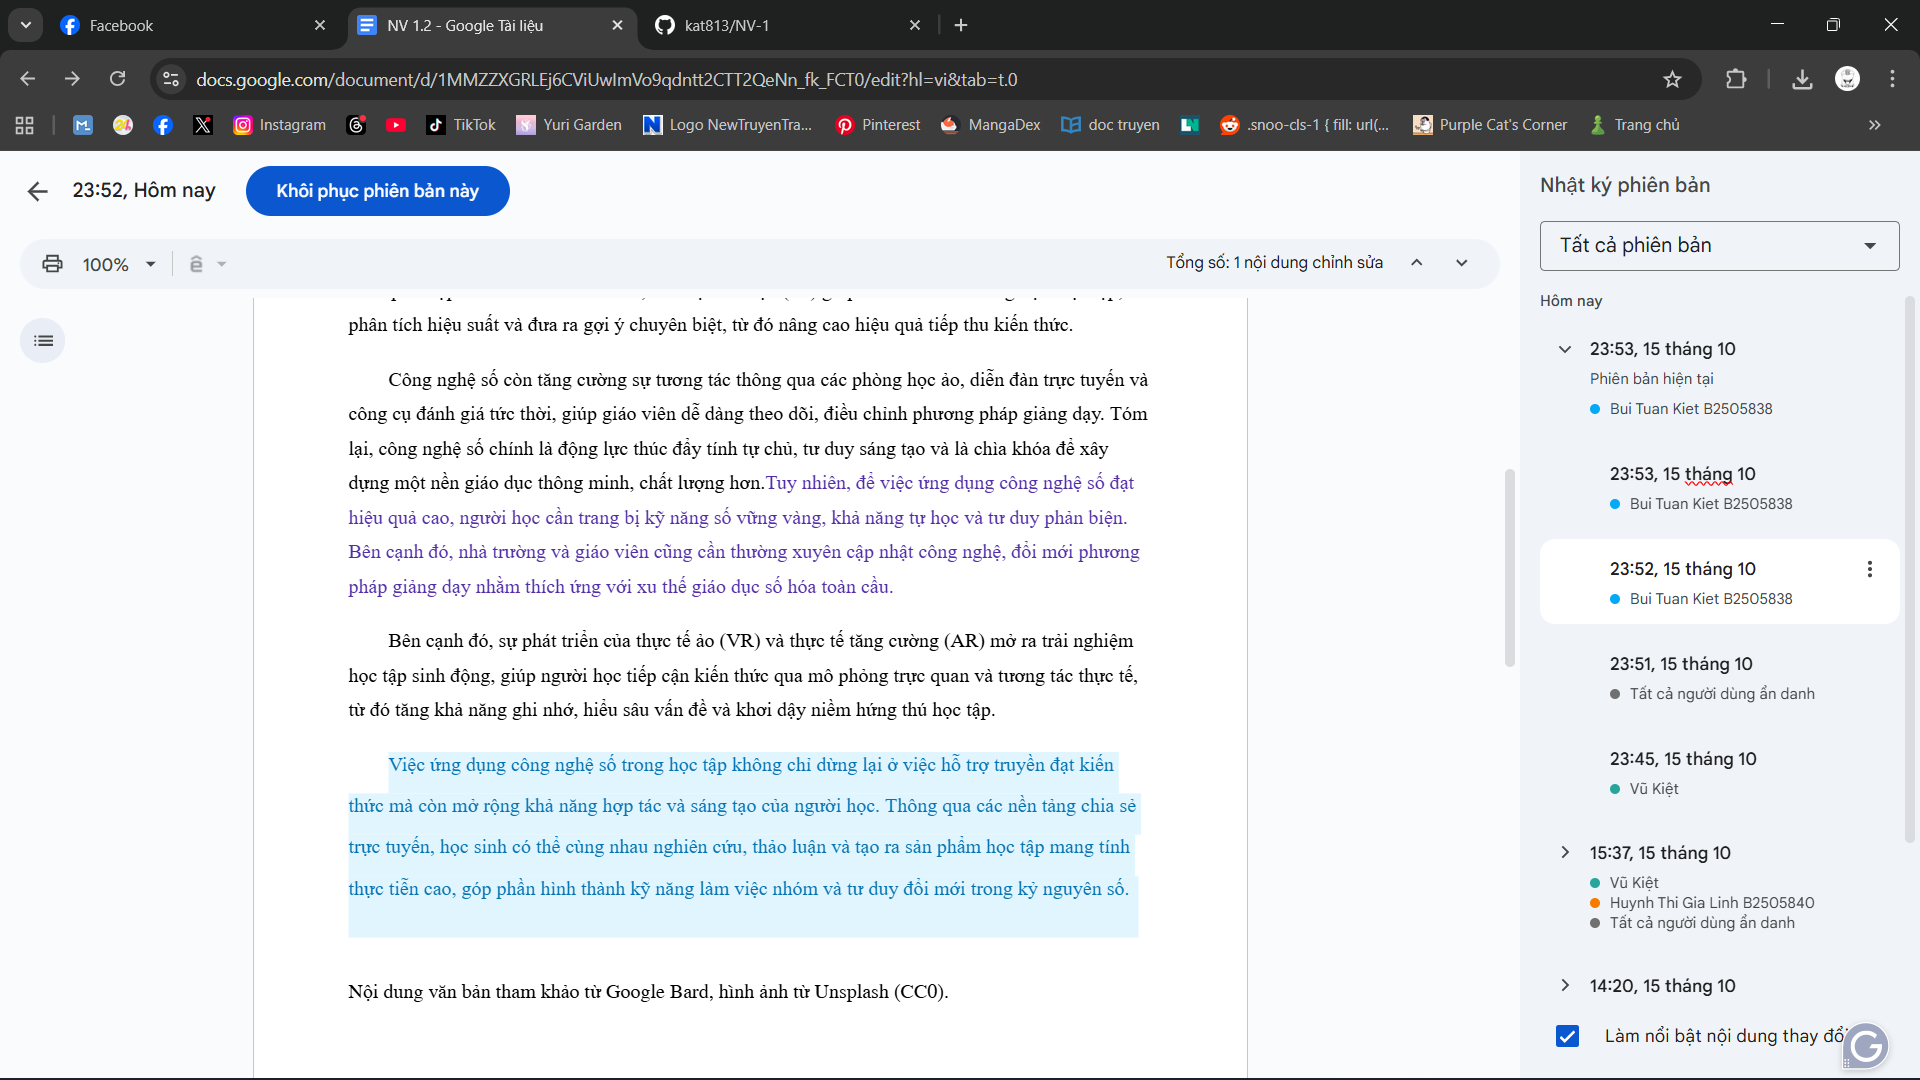 Facebook
NV 1.2 - Google Tài liệu
kat813/NV-1
docs.google.com/document/d/1MMZZXGRLEj6CViUwImVo9qdntt2CTT2QeNn_fk_FCT0/edit?hl=vi&tab=t.0
Instagram
TikTok
Yuri Garden
Logo NewTruyenTra...
Pinterest
MangaDex
doc truyen
.snoo-cls-1 { fill: url(...
Purple Cat's Corner
Trang chủ
23:52, Hôm nay
Khôi phục phiên bản này
100%
Tổng số: 1 nội dung chỉnh sửa
phân tích hiệu suất và đưa ra gợi ý chuyên biệt, từ đó nâng cao hiệu quả tiếp thu kiến thức.
Công nghệ số còn tăng cường sự tương tác thông qua các phòng học ảo, diễn đàn trực tuyến và
công cụ đánh giá tức thời, giúp giáo viên dễ dàng theo dõi, điều chỉnh phương pháp giảng dạy. Tóm
lại, công nghệ số chính là động lực thúc đẩy tính tự chủ, tư duy sáng tạo và là chìa khóa để xây
dựng một nền giáo dục thông minh, chất lượng hơn.Tuy nhiên, để việc ứng dụng công nghệ số đạt
hiệu quả cao, người học cần trang bị kỹ năng số vững vàng, khả năng tự học và tư duy phản biện.
Bên cạnh đó, nhà trường và giáo viên cũng cần thường xuyên cập nhật công nghệ, đổi mới phương
pháp giảng dạy nhằm thích ứng với xu thế giáo dục số hóa toàn cầu.
Bên cạnh đó, sự phát triển của thực tế ảo (VR) và thực tế tăng cường (AR) mở ra trải nghiệm
học tập sinh động, giúp người học tiếp cận kiến thức qua mô phỏng trực quan và tương tác thực tế,
từ đó tăng khả năng ghi nhớ, hiểu sâu vấn đề và khơi dậy niềm hứng thú học tập.
Việc ứng dụng công nghệ số trong học tập không chỉ dừng lại ở việc hỗ trợ truyền đạt kiến
thức mà còn mở rộng khả năng hợp tác và sáng tạo của người học. Thông qua các nền tảng chia sẻ
trực tuyến, học sinh có thể cùng nhau nghiên cứu, thảo luận và tạo ra sản phẩm học tập mang tính
thực tiễn cao, góp phần hình thành kỹ năng làm việc nhóm và tư duy đổi mới trong kỷ nguyên số.
Nội dung văn bản tham khảo từ Google Bard, hình ảnh từ Unsplash (CC0).
Nhật ký phiên bản
Tất cả phiên bản
Hôm nay
23:53, 15 tháng 10
Phiên bản hiện tại
Bui Tuan Kiet B2505838
23:53, 15 tháng 10
Bui Tuan Kiet B2505838
23:52, 15 tháng 10
Bui Tuan Kiet B2505838
23:51, 15 tháng 10
Tất cả người dùng ẩn danh
23:45, 15 tháng 10
Vũ Kiệt
15:37, 15 tháng 10
Vũ Kiệt
Huynh Thi Gia Linh B2505840
Tất cả người dùng ẩn danh
14:20, 15 tháng 10
Làm nổi bật nội dung thay đổi